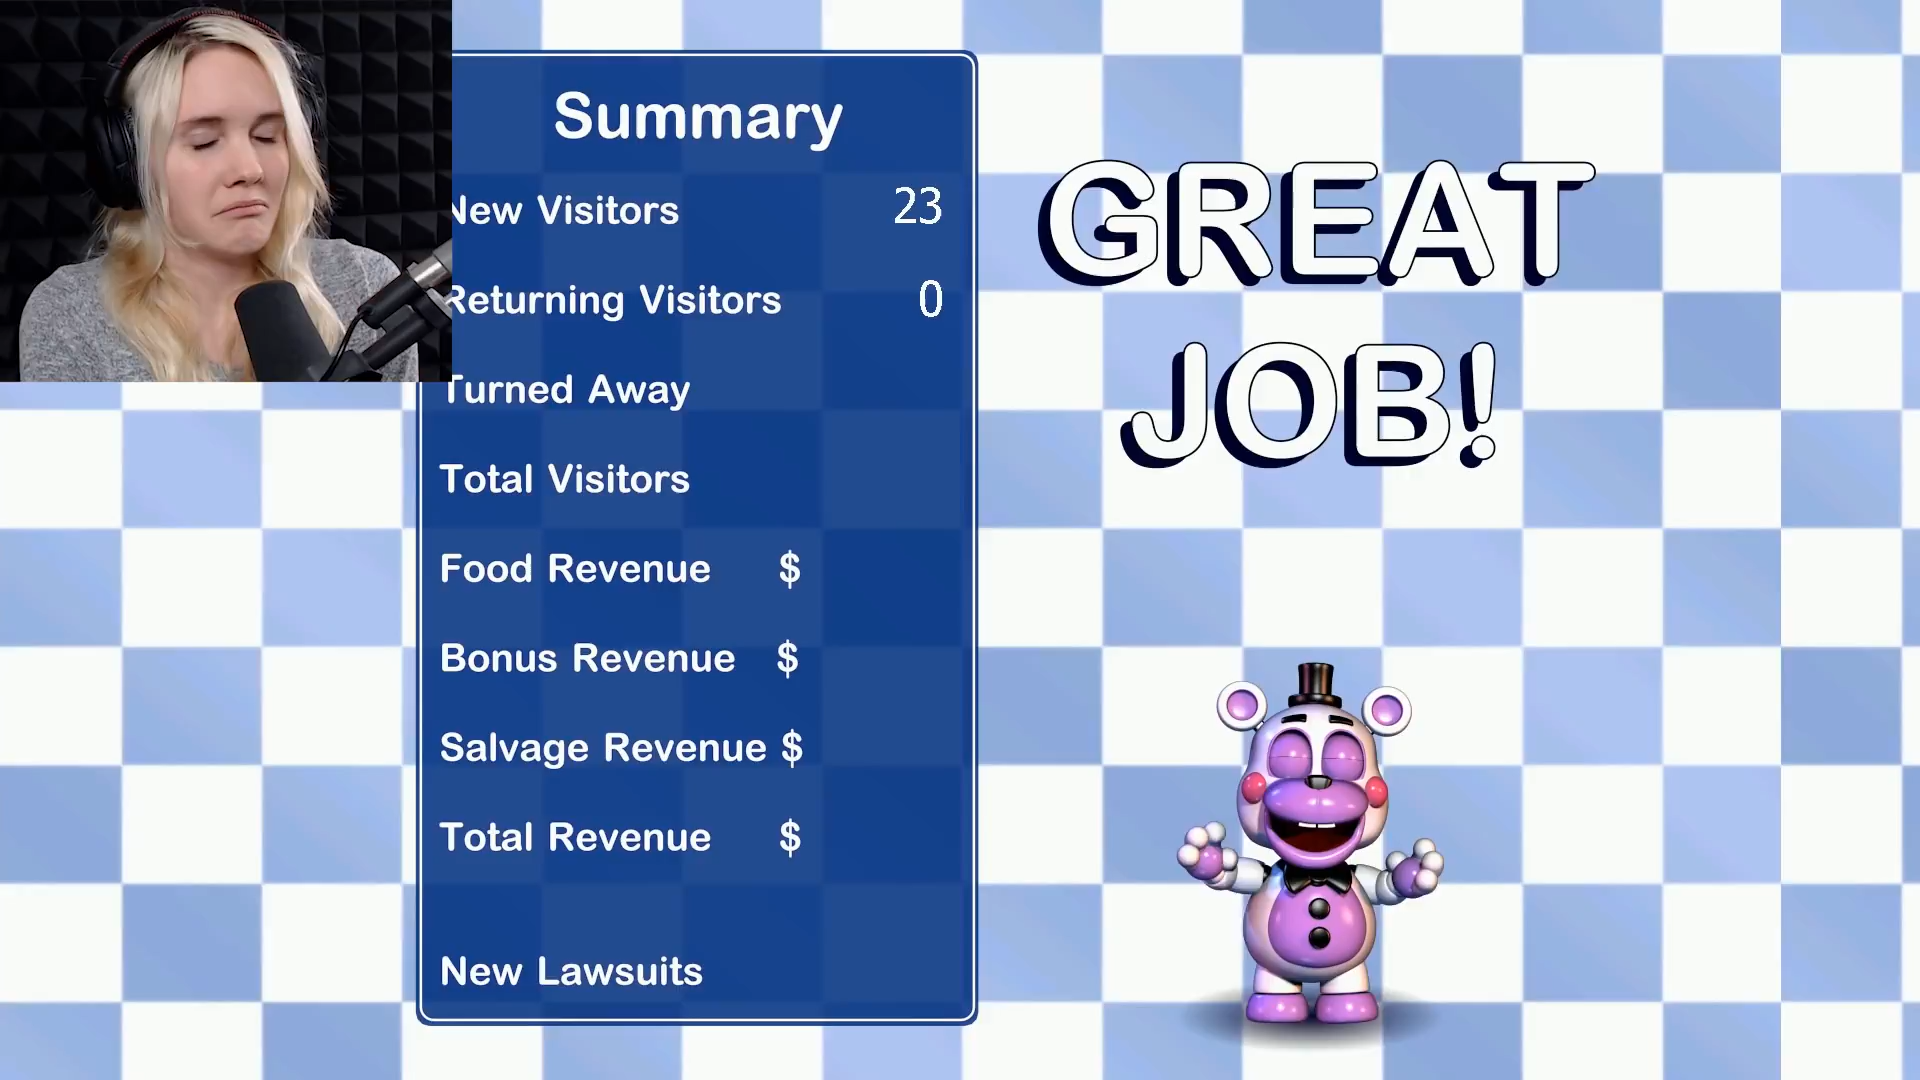 Summary
New Visitors 23
Returning Visitors 0
Turned Away
Total Visitors
Food Revenue $
Bonus Revenue $
Salvage Revenue $
Total Revenue $
New Lawsuits
GREAT
JOB!